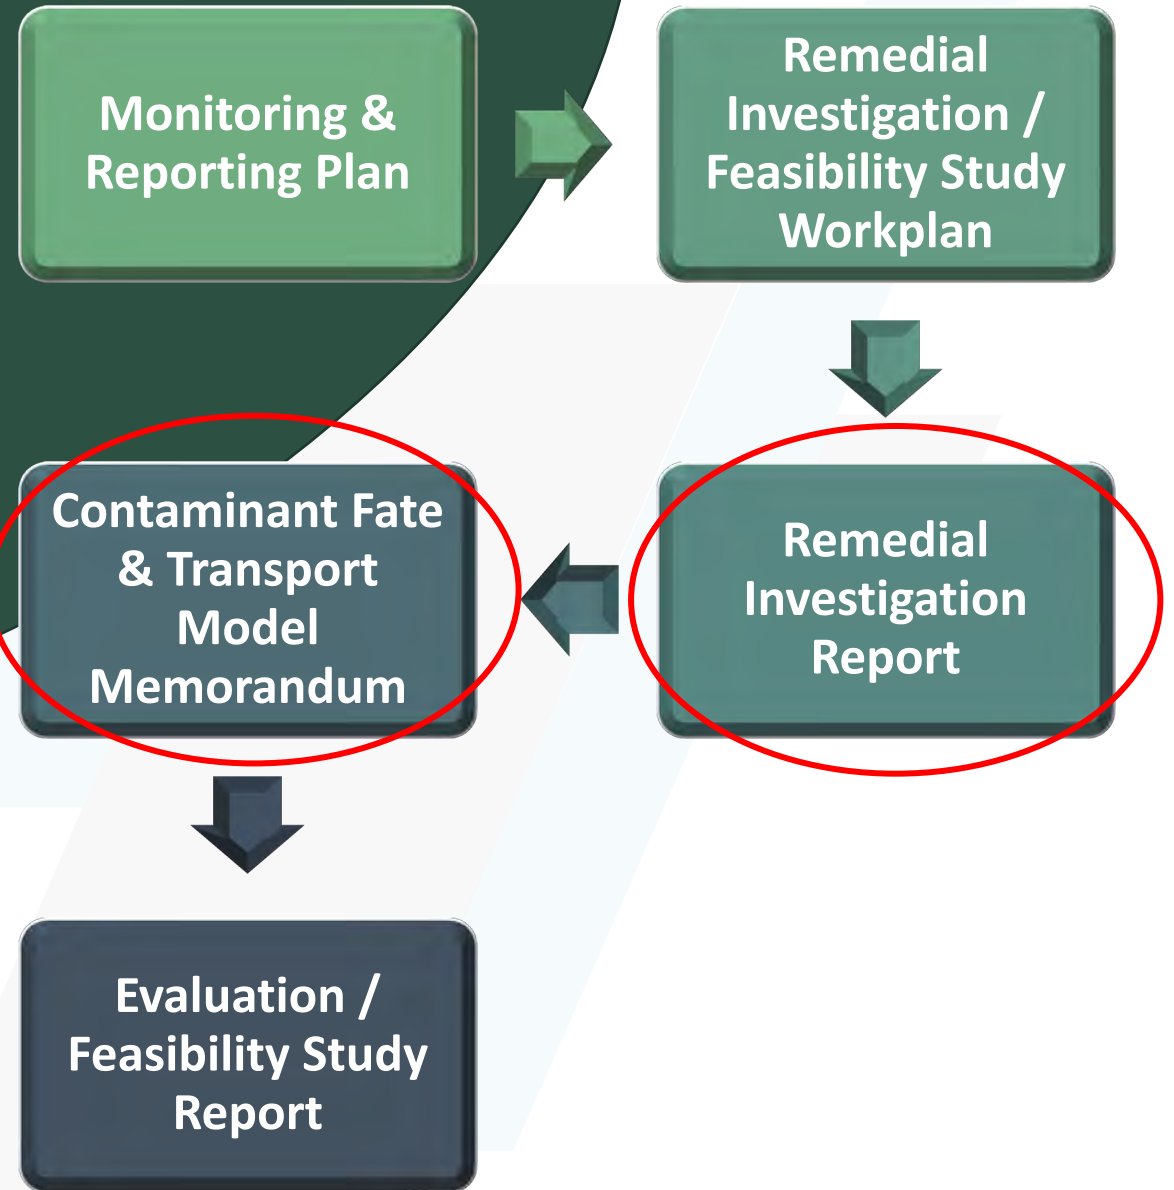 Monitoring &
Reporting Plan
Remedial
Investigation /
Feasibility Study
Workplan
Remedial
Investigation
Report
Contaminant Fate
& Transport
Model
Memorandum
Evaluation /
Feasibility Study
Report